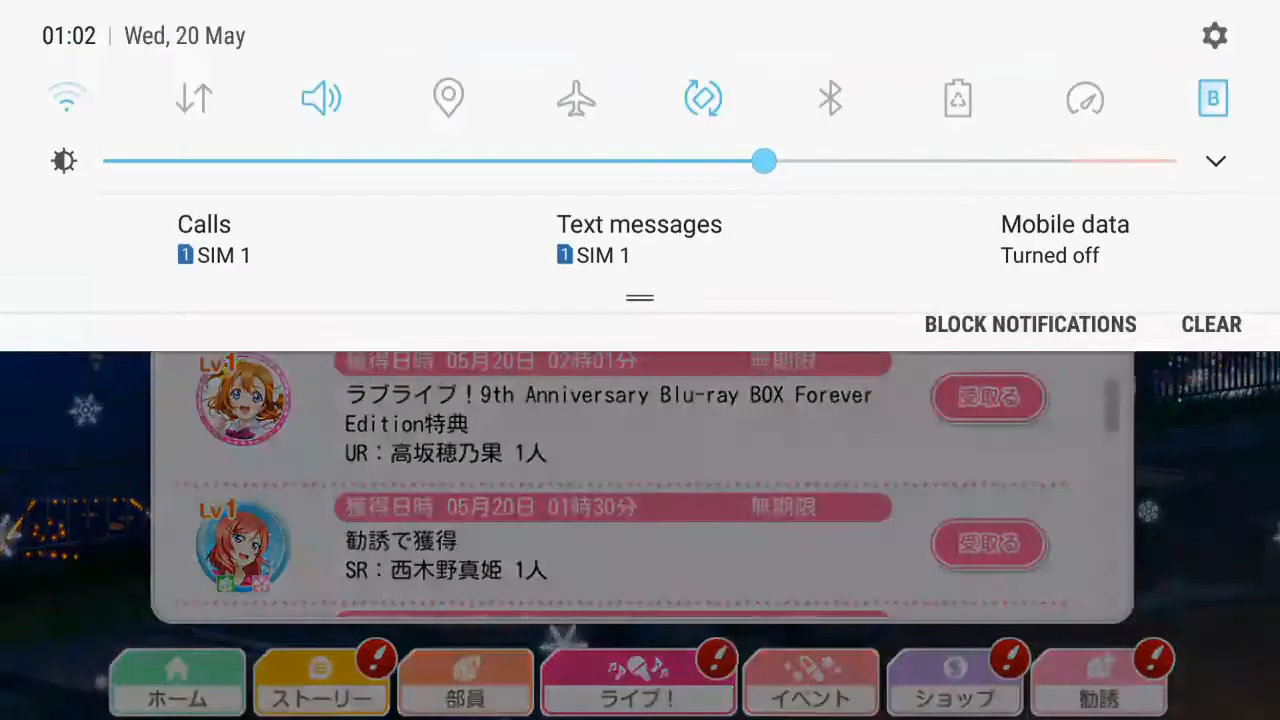 01:02 | Wed, 20 May
B
Calls
Text messages
Mobile data
1 SIM 1
1 SIM 1
Turned off
BLOCK NOTIFICATIONS
CLEAR
Lv1
獲得日時 05月20日 02時01分 無期限
ラブライブ！9th Anniversary Blu-ray BOX Forever
Edition特典
UR：高坂穂乃果 1人
受取る
Lv1
獲得日時 05月20日 01時30分 無期限
勧誘で獲得
SR：西木野真姫 1人
受取る
ホーム
ストーリー
部員
ライブ！
イベント
ショップ
勧誘